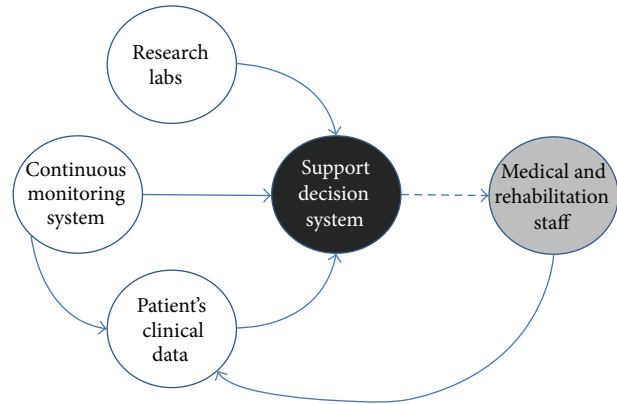 Research
labs
Continuous
monitoring
system
Support
decision
system
Medical and
rehabilitation
staff
Patient's
clinical
data